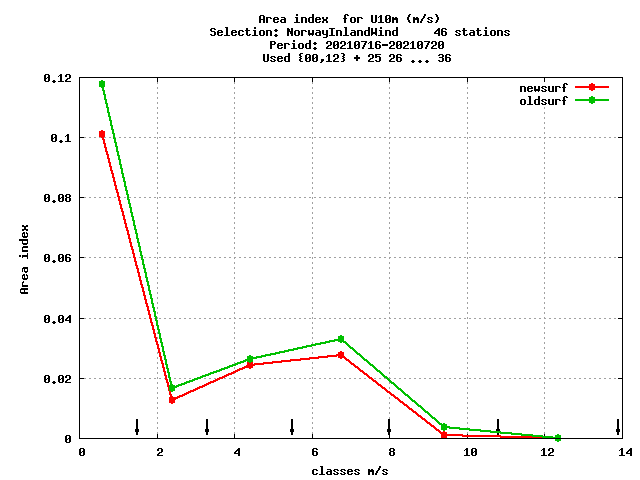 Area index  for U10m (m/s)
Selection: NorwayInlandWind     46 stations
Period: 20210716-20210720
Used {00,12} + 25 26 ... 36
newsurf
oldsurf
0.12
0.1
0.08
0.06
0.04
0.02
0
Area index
0 2 4 6 8 10 12 14
classes m/s